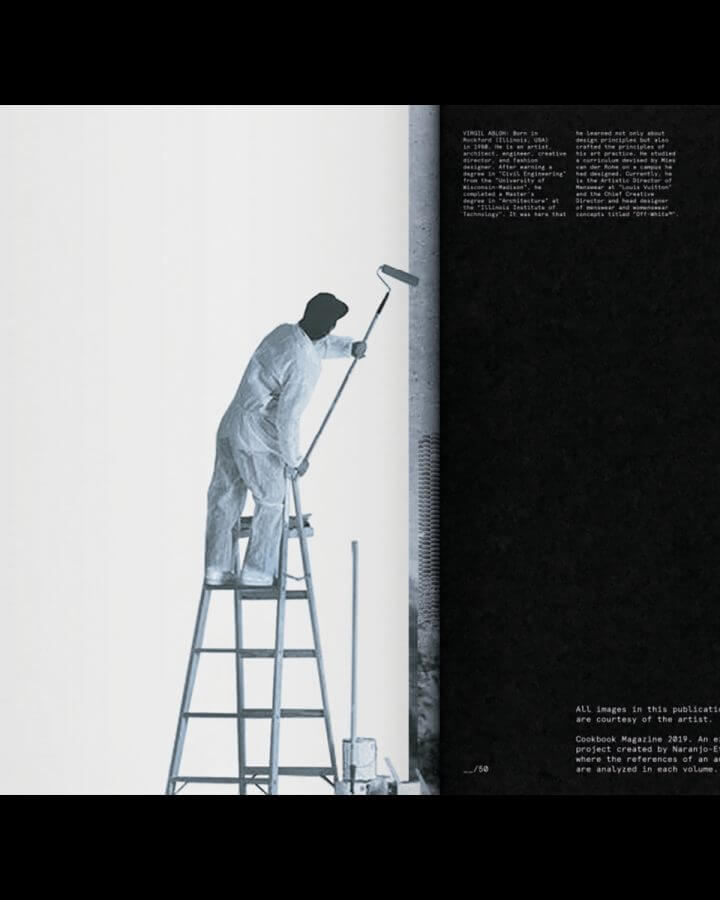 VIRGIL ABLOH: Born in
Rockford (Illinois, USA)
in 1980. He is an artist,
architect, engineer, creative
director, and fashion
designer. After earning a
degree in "Civil Engineering"
from the "University of
Wisconsin-Madison", he
completed a Master's
degree in "Architecture" at
the "Illinois Institute of
Technology". It was here that
he learned not only about
design principles but also
crafted the principles of
his art practice. He studied
a curriculum devised by Mies
van der Rohe on a campus he
had designed. Currently, he
is the Artistic Director of
Menswear at "Louis Vuitton"
and the Chief Creative
Director and head designer
of menswear and womenswear
concepts titled "Off-White™".
All images in this publicatio
are courtesy of the artist.
Cookbook Magazine 2019. An e
project created by Naranjo-E
where the references of an a
are analyzed in each volume.
__/50